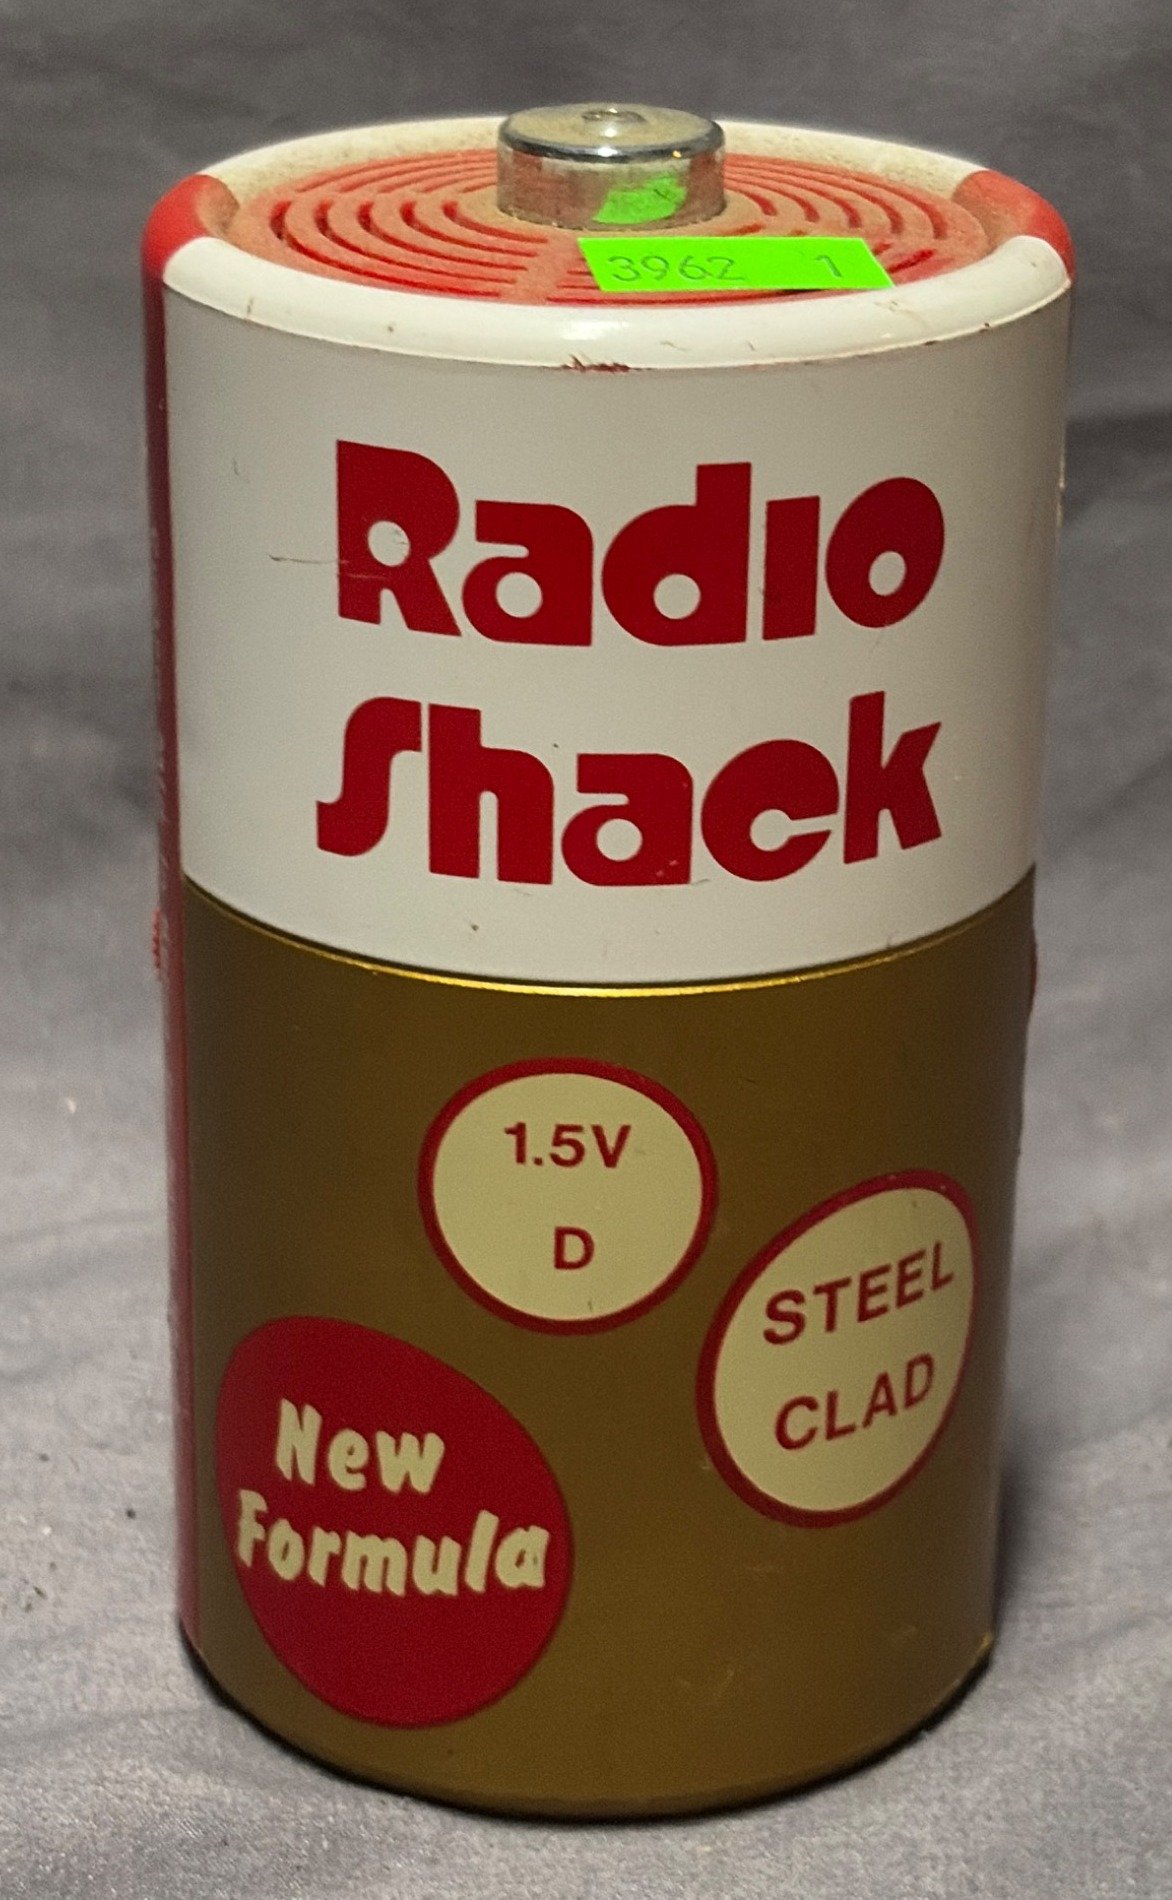 3962 1
Radio
Shack
1.5V
D
STEEL
CLAD
New
Formula